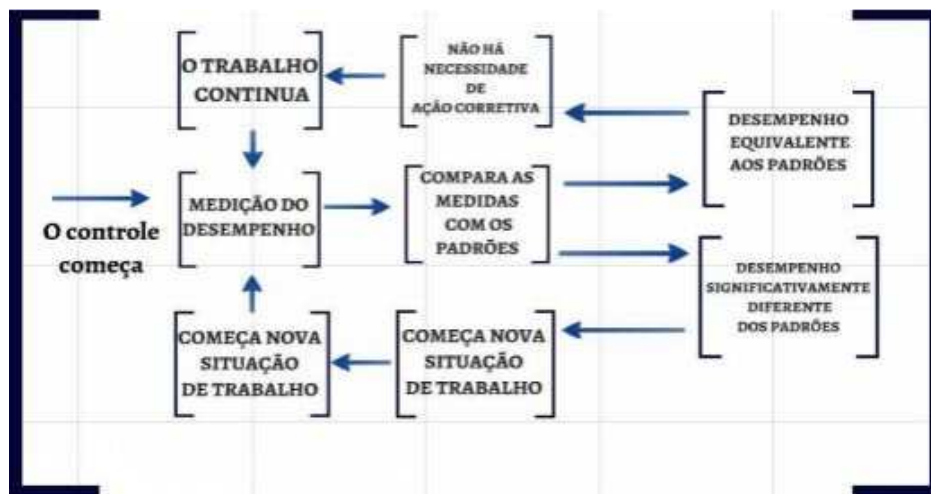 O TRABALHO
CONTINUA
NÃO HÁ
NECESSIDADE
DE
AÇÃO CORRETIVA
DESEMPENHO
EQUIVALENTE
AOS PADRÕES
O controle
começa
MEDIÇÃO DO
DESEMPENHO
COMPARA AS
MEDIDAS
COM OS
PADRÕES
DESEMPENHO
SIGNIFICATIVAMENTE
DIFERENTE
DOS PADRÕES
COMEÇA NOVA
SITUAÇÃO
DE TRABALHO
COMEÇA NOVA
SITUAÇÃO
DE TRABALHO